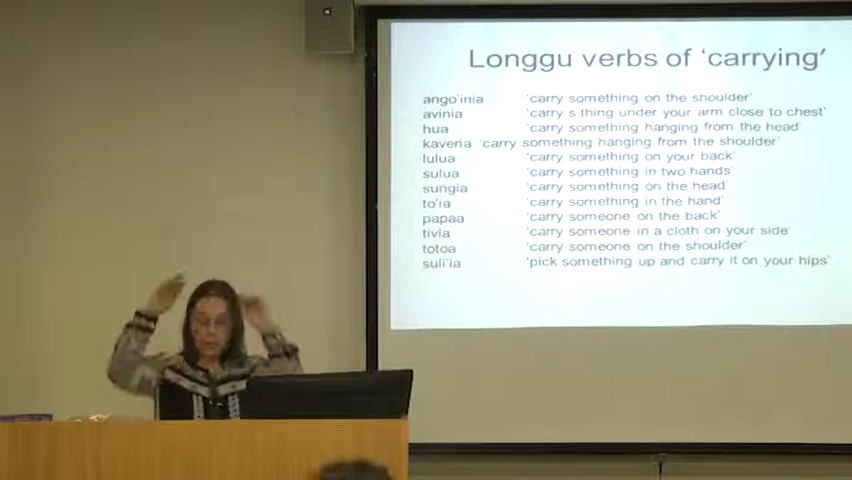 Longgu verbs of 'carrying'
ango'inia 'carry something on the shoulder'
avinia 'carry s thing under your arm close to chest'
hua 'carry something hanging from the head'
kaveria 'carry something hanging from the shoulder'
lulua 'carry something on your back'
sulua 'carry something in two hands'
sungia 'carry something on the head'
to'ia 'carry something in the hand'
papaa 'carry someone on the back'
tivia 'carry someone in a cloth on your side'
totoa 'carry someone on the shoulder'
suli'ia 'pick something up and carry it on your hips'